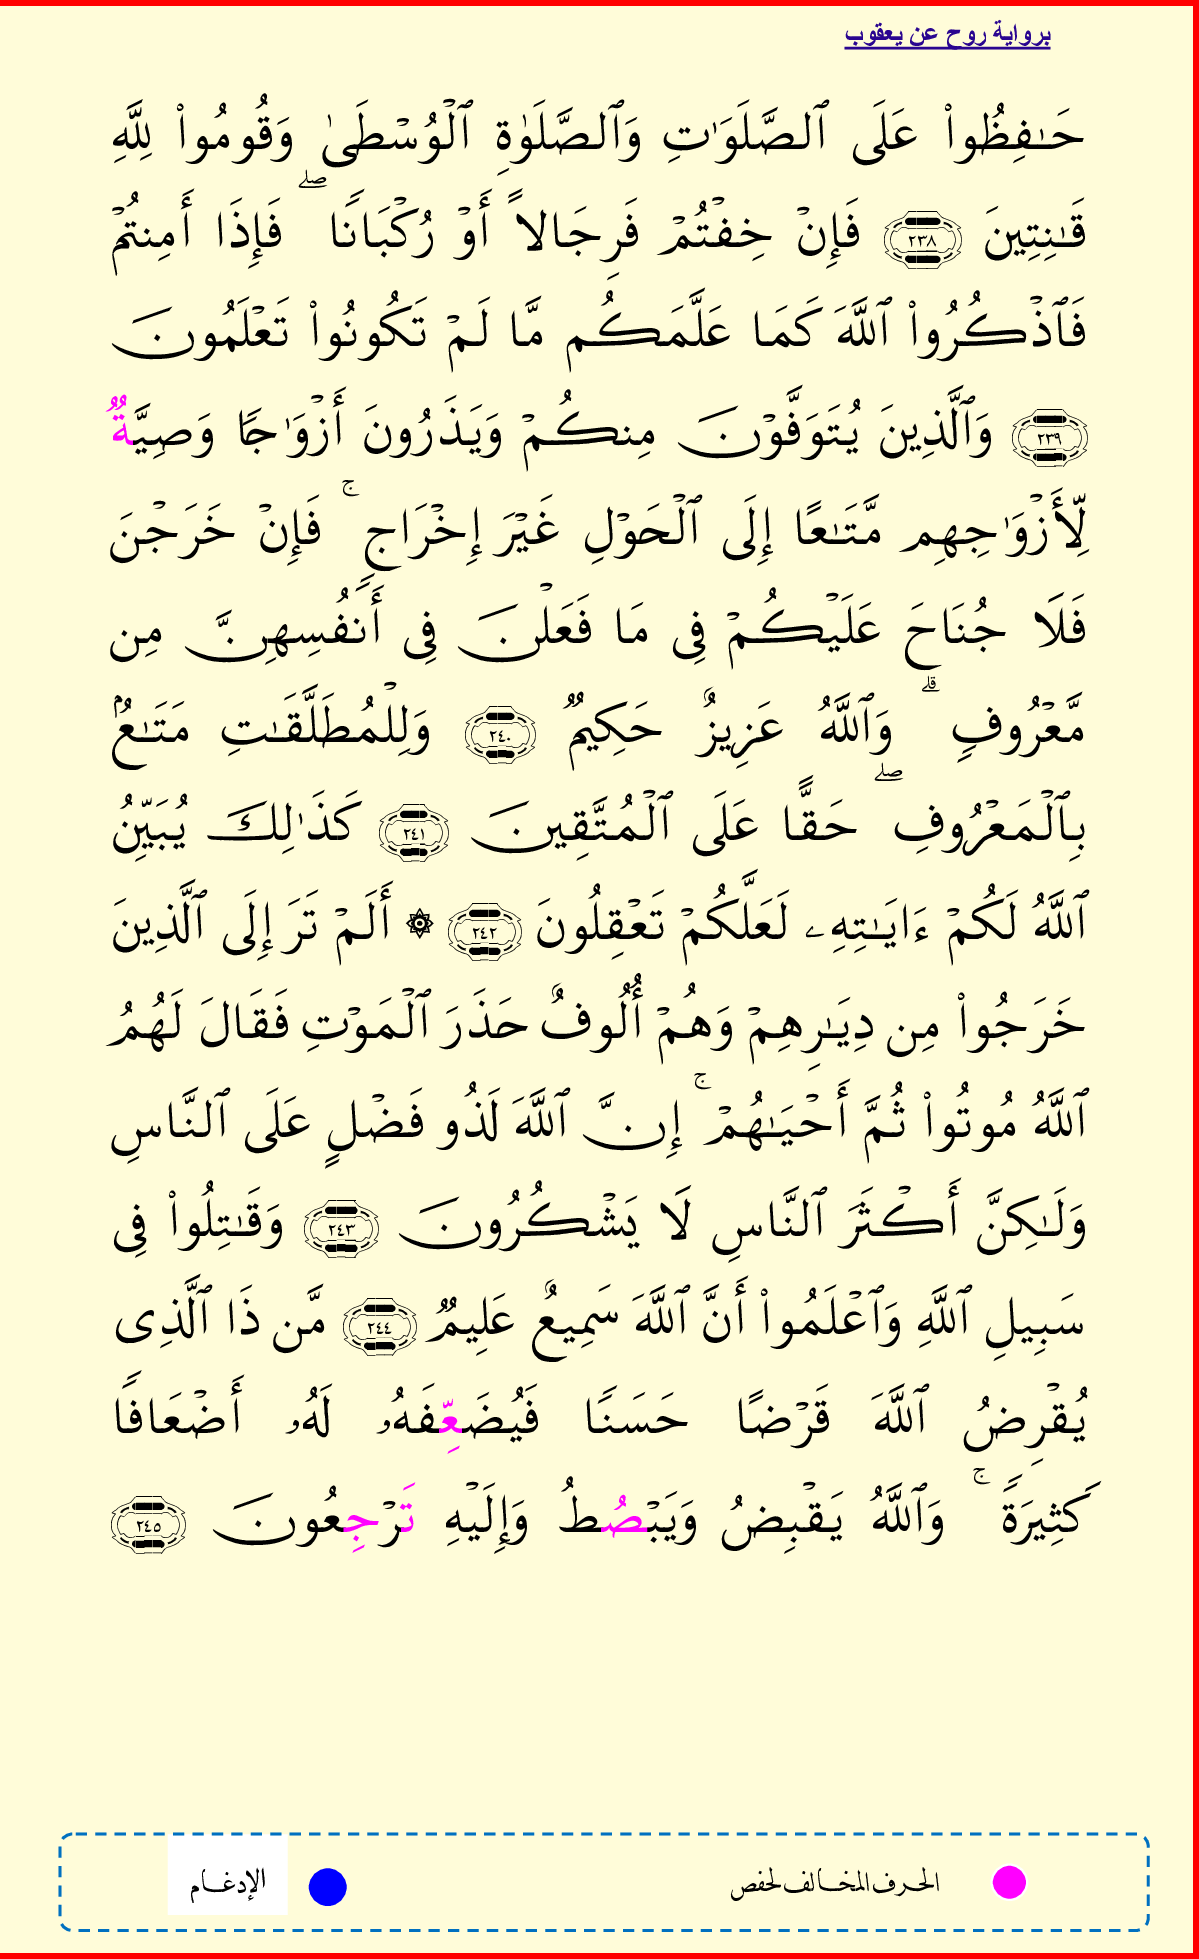 برواية روح عن يعقوب
حَـٰفِظُوا۟ عَلَى ٱلصَّلَوَٰتِ وَٱلصَّلَوٰةِ ٱلْوُسْطَىٰ وَقُومُوا۟ لِلَّهِ
قَـٰنِتِينَ ٢٣٨ فَإِنْ خِفْتُمْ فَرِجَالًا أَوْ رُكْبَانًا ۖ فَإِذَا أَمِنتُمْ
فَٱذْكُرُوا۟ ٱللَّهَ كَمَا عَلَّمَكُم مَّا لَمْ تَكُونُوا۟ تَعْلَمُونَ
٢٣٩ وَٱلَّذِينَ يُتَوَفَّوْنَ مِنكُمْ وَيَذَرُونَ أَزْوَٰجًا وَصِيَّةٌ
لِّأَزْوَٰجِهِم مَّتَـٰعًا إِلَى ٱلْحَوْلِ غَيْرَ إِخْرَاجٍ ۚ فَإِنْ خَرَجْنَ
فَلَا جُنَاحَ عَلَيْكُمْ فِى مَا فَعَلْنَ فِى أَنفُسِهِنَّ مِن
مَّعْرُوفٍ ۗ وَٱللَّهُ عَزِيزٌ حَكِيمٌ ٢٤٠ وَلِلْمُطَلَّقَـٰتِ مَتَـٰعٌۢ
بِٱلْمَعْرُوفِ ۖ حَقًّا عَلَى ٱلْمُتَّقِينَ ٢٤١ كَذَٰلِكَ يُبَيِّنُ
ٱللَّهُ لَكُمْ ءَايَـٰتِهِۦ لَعَلَّكُمْ تَعْقِلُونَ ٢٤٢ ۞ أَلَمْ تَرَ إِلَى ٱلَّذِينَ
خَرَجُوا۟ مِن دِيَـٰرِهِمْ وَهُمْ أُلُوفٌ حَذَرَ ٱلْمَوْتِ فَقَالَ لَهُمُ
ٱللَّهُ مُوتُوا۟ ثُمَّ أَحْيَـٰهُمْ ۚ إِنَّ ٱللَّهَ لَذُو فَضْلٍ عَلَى ٱلنَّاسِ
وَلَـٰكِنَّ أَكْثَرَ ٱلنَّاسِ لَا يَشْكُرُونَ ٢٤٣ وَقَـٰتِلُوا۟ فِى
سَبِيلِ ٱللَّهِ وَٱعْلَمُوا۟ أَنَّ ٱللَّهَ سَمِيعٌ عَلِيمٌ ٢٤٤ مَّن ذَا ٱلَّذِى
يُقْرِضُ ٱللَّهَ قَرْضًا حَسَنًا فَيُضَعِّفَهُۥ لَهُۥ أَضْعَافًا
كَثِيرَةً ۚ وَٱللَّهُ يَقْبِضُ وَيَبْصُطُ وَإِلَيْهِ تَرْجِعُونَ ٢٤٥
الحرف المخالف لحفص
الإدغام